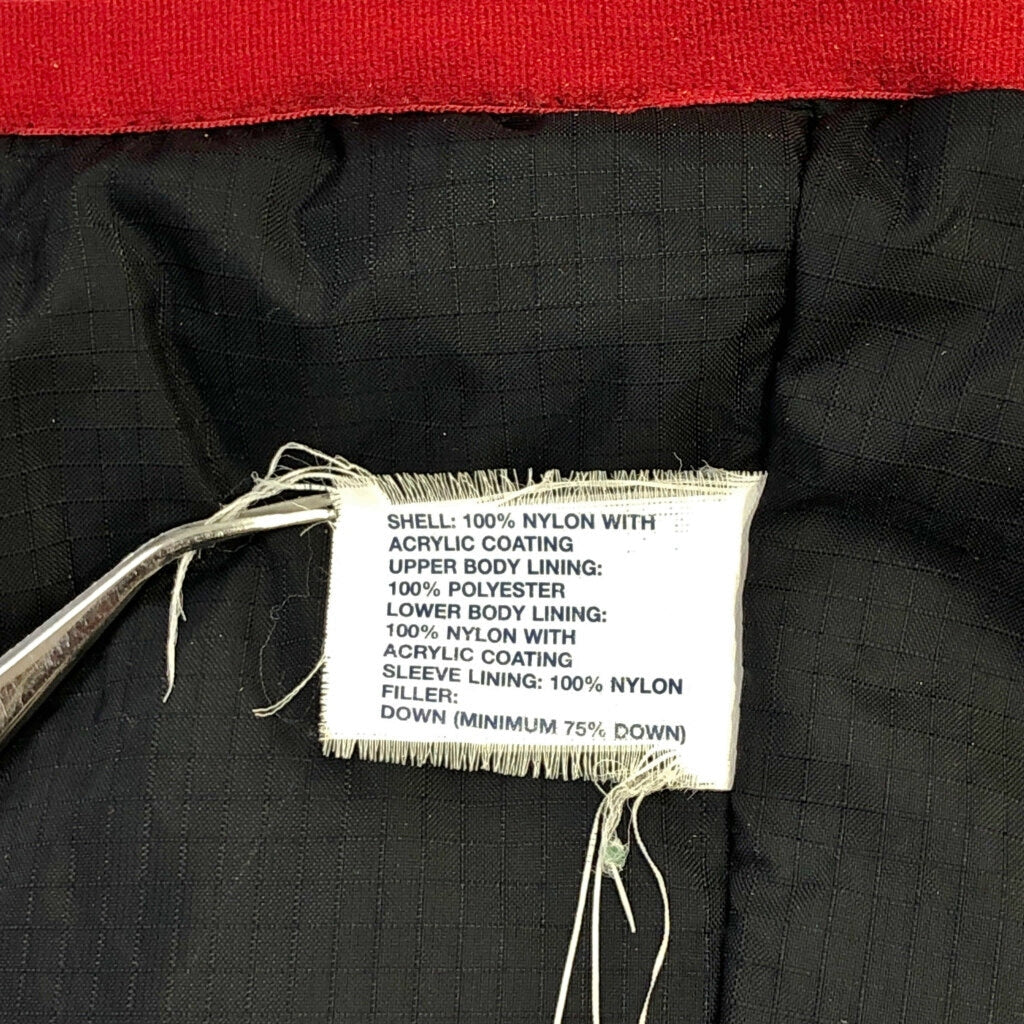 SHELL: 100% NYLON WITH
ACRYLIC COATING
UPPER BODY LINING:
100% POLYESTER
LOWER BODY LINING:
100% NYLON WITH
ACRYLIC COATING
SLEEVE LINING: 100% NYLON
FILLER:
DOWN (MINIMUM 75% DOWN)